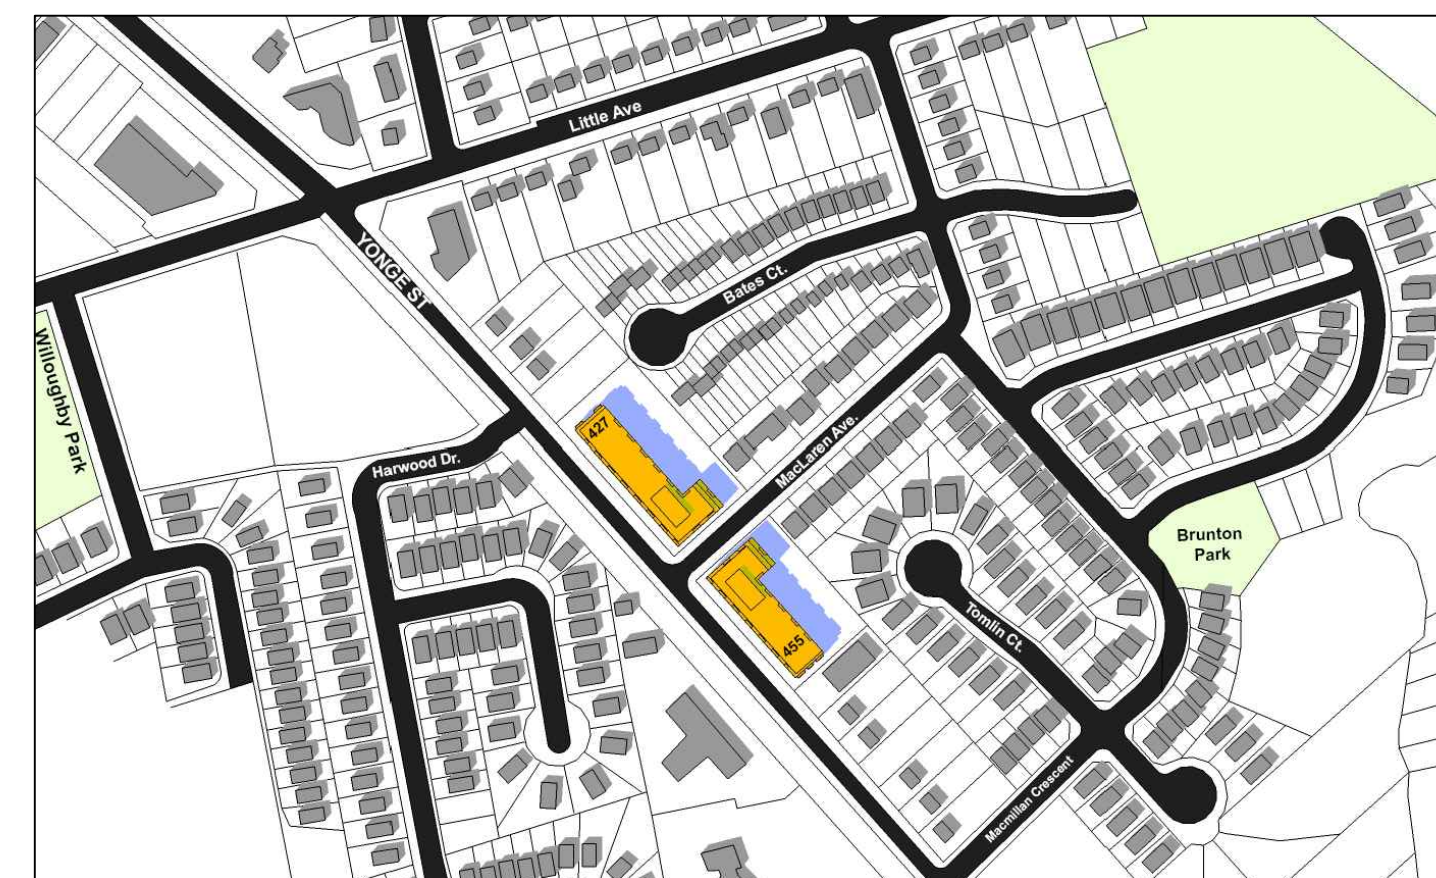 Little Ave
YONGE ST
Bates Ct.
Willoughby Park
427
MacLaren Ave.
Harwood Dr.
Brunton
Park
Tomlin Ct.
455
Macmillan Crescent